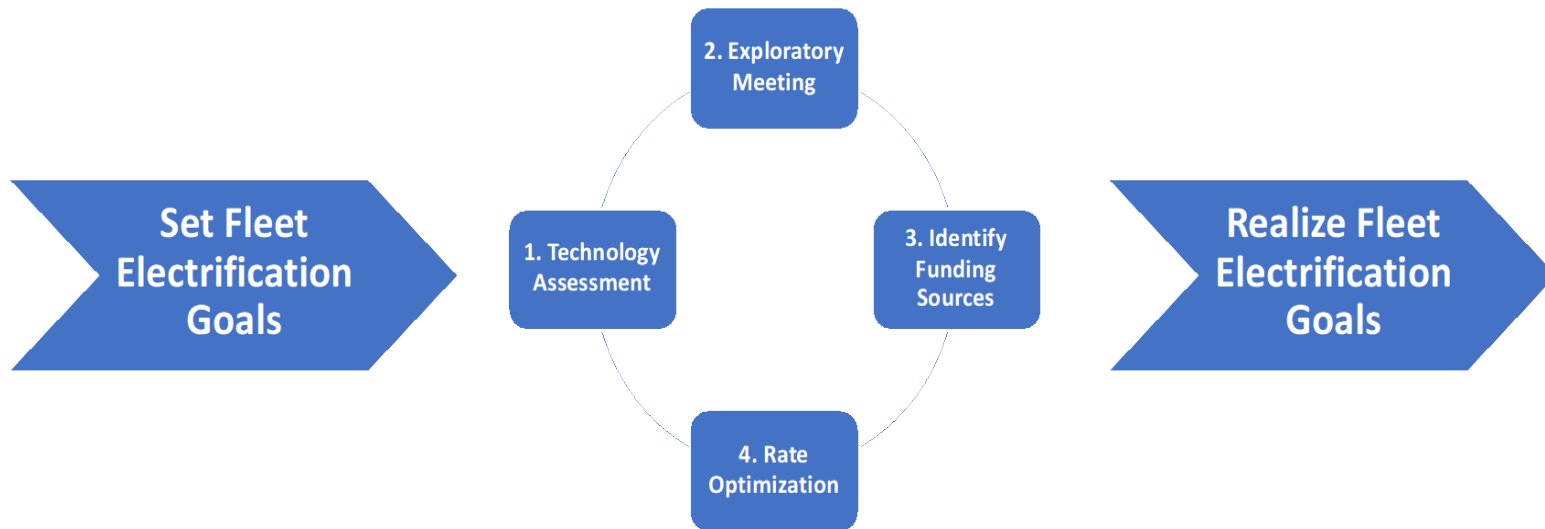 Set Fleet
Electrification
Goals
1. Technology
Assessment
2. Exploratory
Meeting
3. Identify
Funding
Sources
4. Rate
Optimization
Realize Fleet
Electrification
Goals